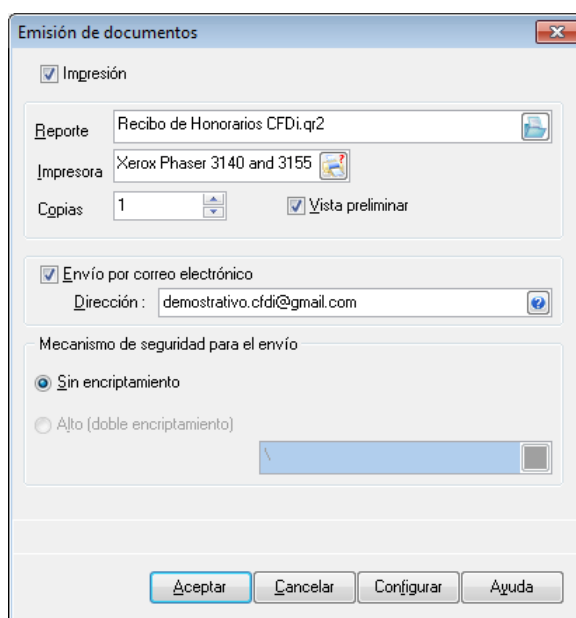 Emisión de documentos
Impresión
Reporte Recibo de Honorarios CFDi.qr2
Impresora Xerox Phaser 3140 and 3155
Copias 1 Vista preliminar
Envío por correo electrónico
Dirección : demostrativo.cfdi@gmail.com
Mecanismo de seguridad para el envío
Sin encriptamiento
Alto (doble encriptamiento)
\
Aceptar Cancelar Configurar Ayuda